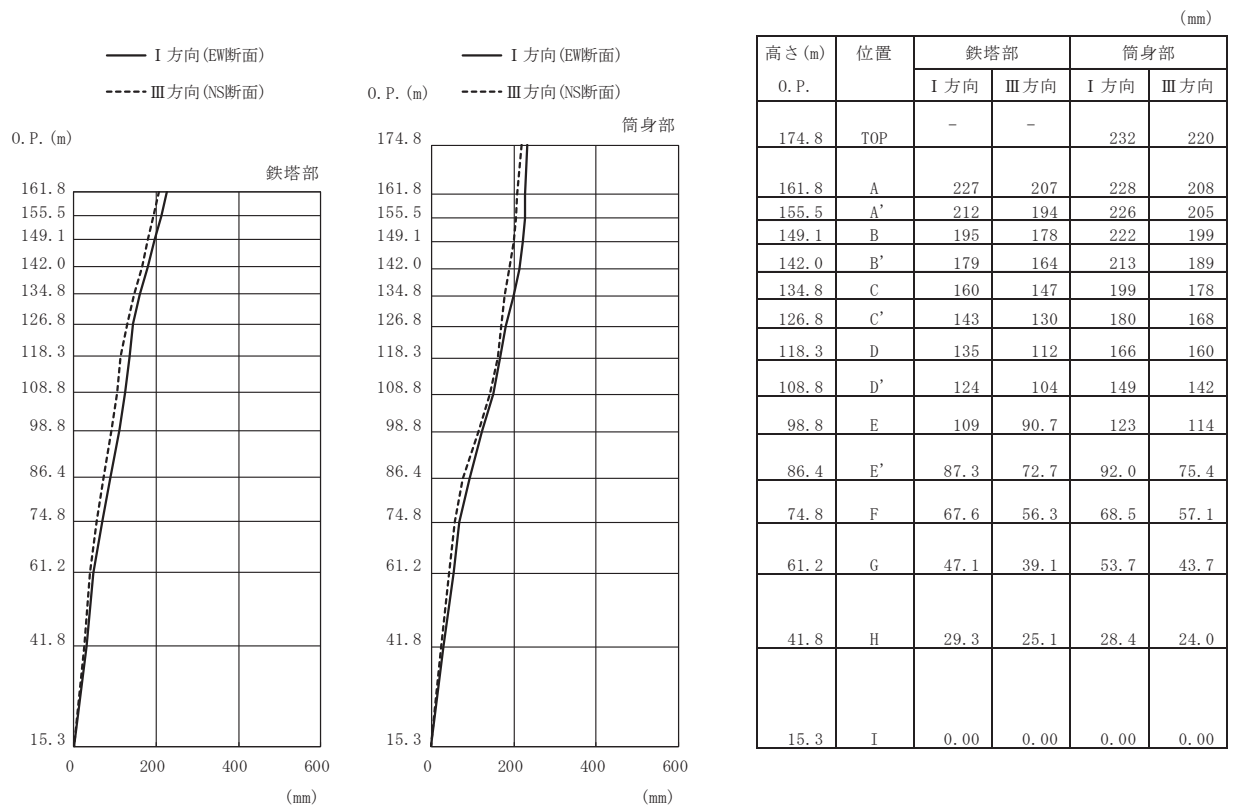 ―― Ⅰ 方向(EW断面)
----- Ⅲ方向(NS断面)
O.P.(m)
鉄塔部
161.8
155.5
149.1
142.0
134.8
126.8
118.3
108.8
98.8
86.4
74.8
61.2
41.8
15.3
0 200 400 600
(mm)
―― Ⅰ 方向(EW断面)
O.P.(m) ----- Ⅲ方向(NS断面)
筒身部
174.8
161.8
155.5
149.1
142.0
134.8
126.8
118.3
108.8
98.8
86.4
74.8
61.2
41.8
15.3
0 200 400 600
(mm)
(mm)
高さ(m) 位置 鉄塔部 筒身部
O.P. Ⅰ 方向 Ⅲ方向 Ⅰ 方向 Ⅲ方向
174.8 TOP - - 232 220
161.8 A 227 207 228 208
155.5 A' 212 194 226 205
149.1 B 195 178 222 199
142.0 B' 179 164 213 189
134.8 C 160 147 199 178
126.8 C' 143 130 180 168
118.3 D 135 112 166 160
108.8 D' 124 104 149 142
98.8 E 109 90.7 123 114
86.4 E' 87.3 72.7 92.0 75.4
74.8 F 67.6 56.3 68.5 57.1
61.2 G 47.1 39.1 53.7 43.7
41.8 H 29.3 25.1 28.4 24.0
15.3 I 0.00 0.00 0.00 0.00